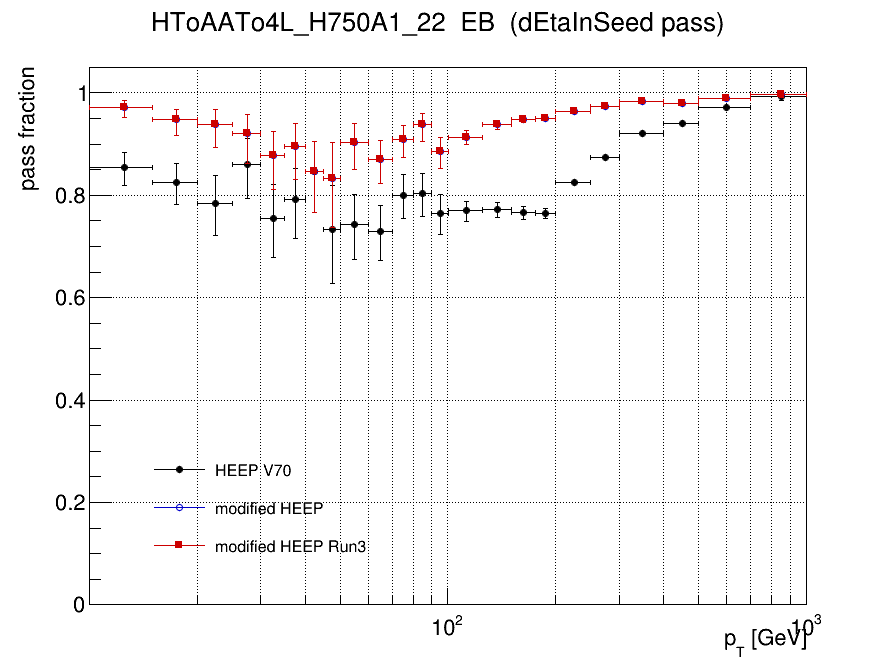 HToAATo4L_H750A1_22 EB (dEtaInSeed pass)
pass fraction
1
0.8
0.6
0.4
0.2
0
HEEP V70
modified HEEP
modified HEEP Run3
10²
10³
p_T [GeV]